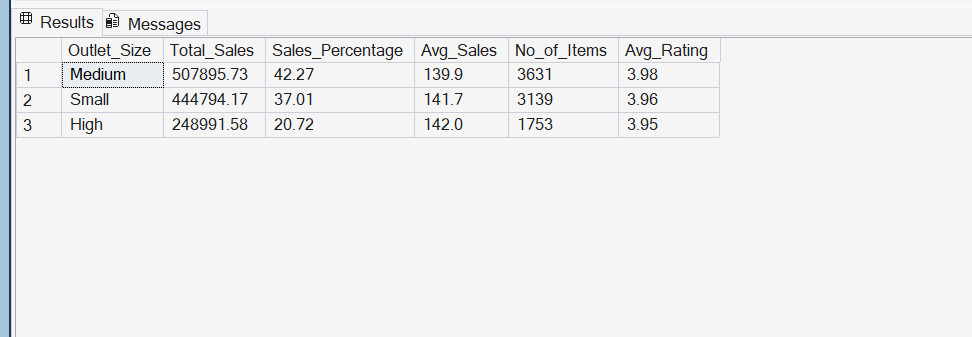 Results Messages
Outlet_Size Total_Sales Sales_Percentage Avg_Sales No_of_Items Avg_Rating
1 Medium 507895.73 42.27 139.9 3631 3.98
2 Small 444794.17 37.01 141.7 3139 3.96
3 High 248991.58 20.72 142.0 1753 3.95